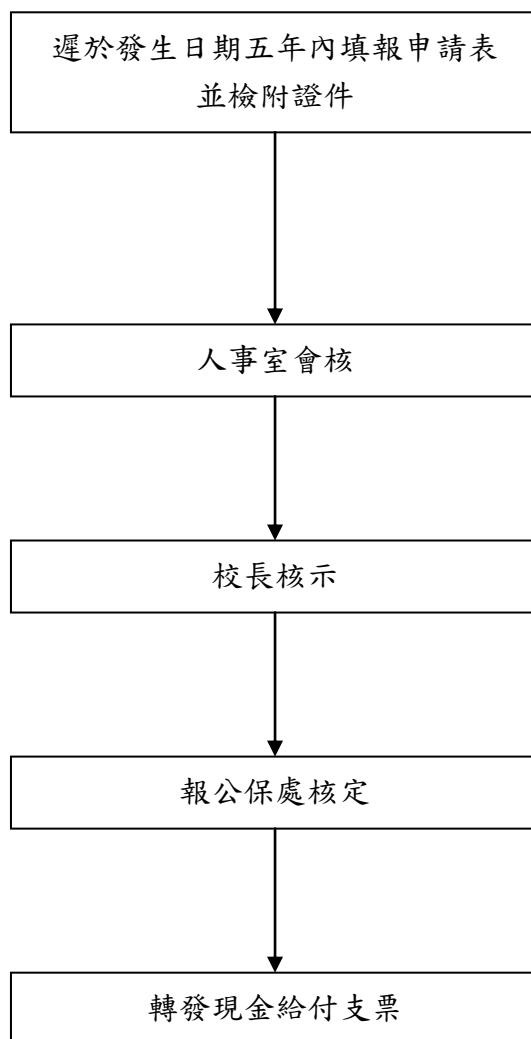 遲於發生日期五年內填報申請表
並檢附證件
人事室會核
校長核示
報公保處核定
轉發現金給付支票